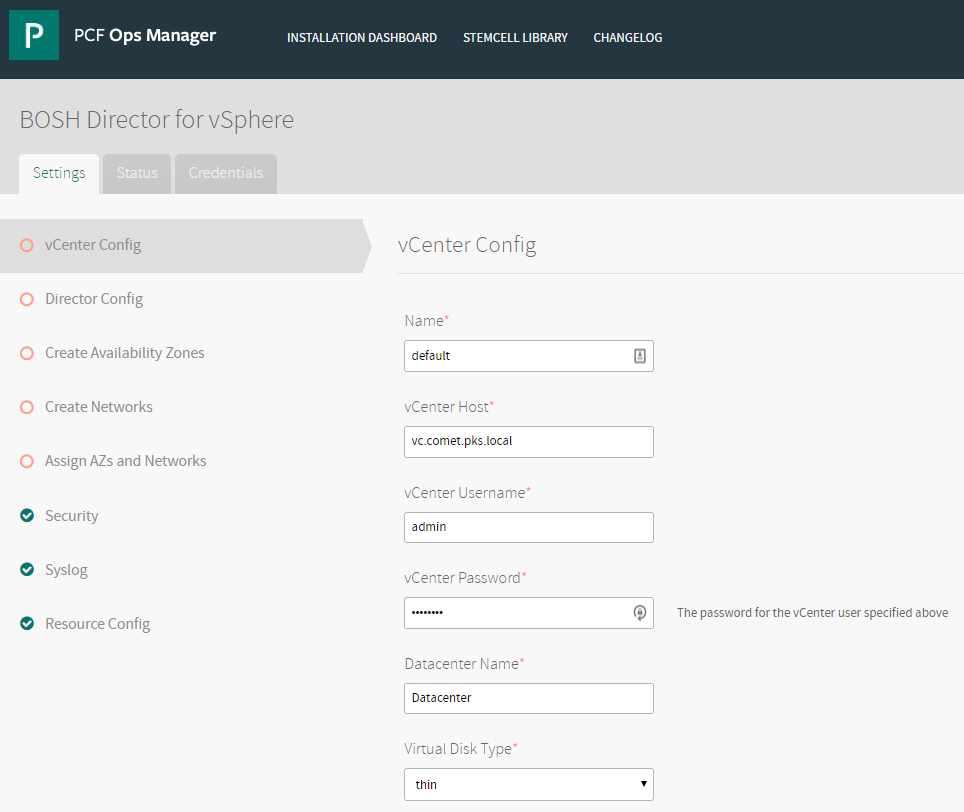 P
PCF Ops Manager
INSTALLATION DASHBOARD STEMCELL LIBRARY CHANGELOG
BOSH Director for vSphere
Settings Status Credentials
vCenter Config
Director Config
Create Availability Zones
Create Networks
Assign AZs and Networks
Security
Syslog
Resource Config
vCenter Config
Name*
default
vCenter Host*
vc.comet.pks.local
vCenter Username*
admin
vCenter Password*
••••••••
The password for the vCenter user specified above
Datacenter Name*
Datacenter
Virtual Disk Type*
thin